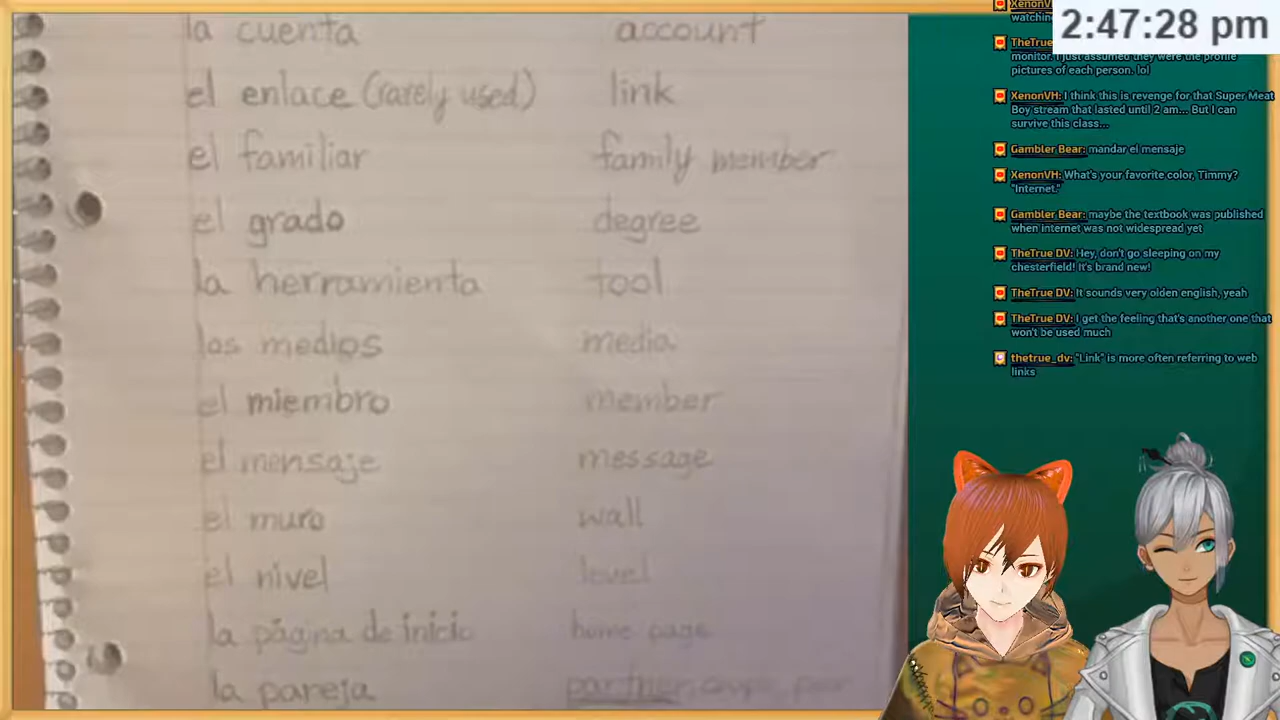 la cuenta account
el enlace (rarely used) link
el familiar family member
el grado degree
la herramienta tool
los medios media
el miembro member
el mensaje message
el muro wall
el nivel level
la página de inicio home page
la pareja partner, couple, pair
2:47:28 pm
XenonV
watchin
TheTrue
monitor. I just assumed they were the profile
pictures of each person. lol
XenonVH: I think this is revenge for that Super Meat
Boy stream that lasted until 2 am... But I can
survive this class...
Gambler Bear: mandar el mensaje
XenonVH: What's your favorite color, Timmy?
"Internet."
Gambler Bear: maybe the textbook was published
when internet was not widespread yet
TheTrue DV: Hey, don't go sleeping on my
chesterfield! It's brand new!
TheTrue DV: It sounds very olden english, yeah
TheTrue DV: I get the feeling that's another one that
won't be used much
thetrue_dv: "Link" is more often referring to web
links